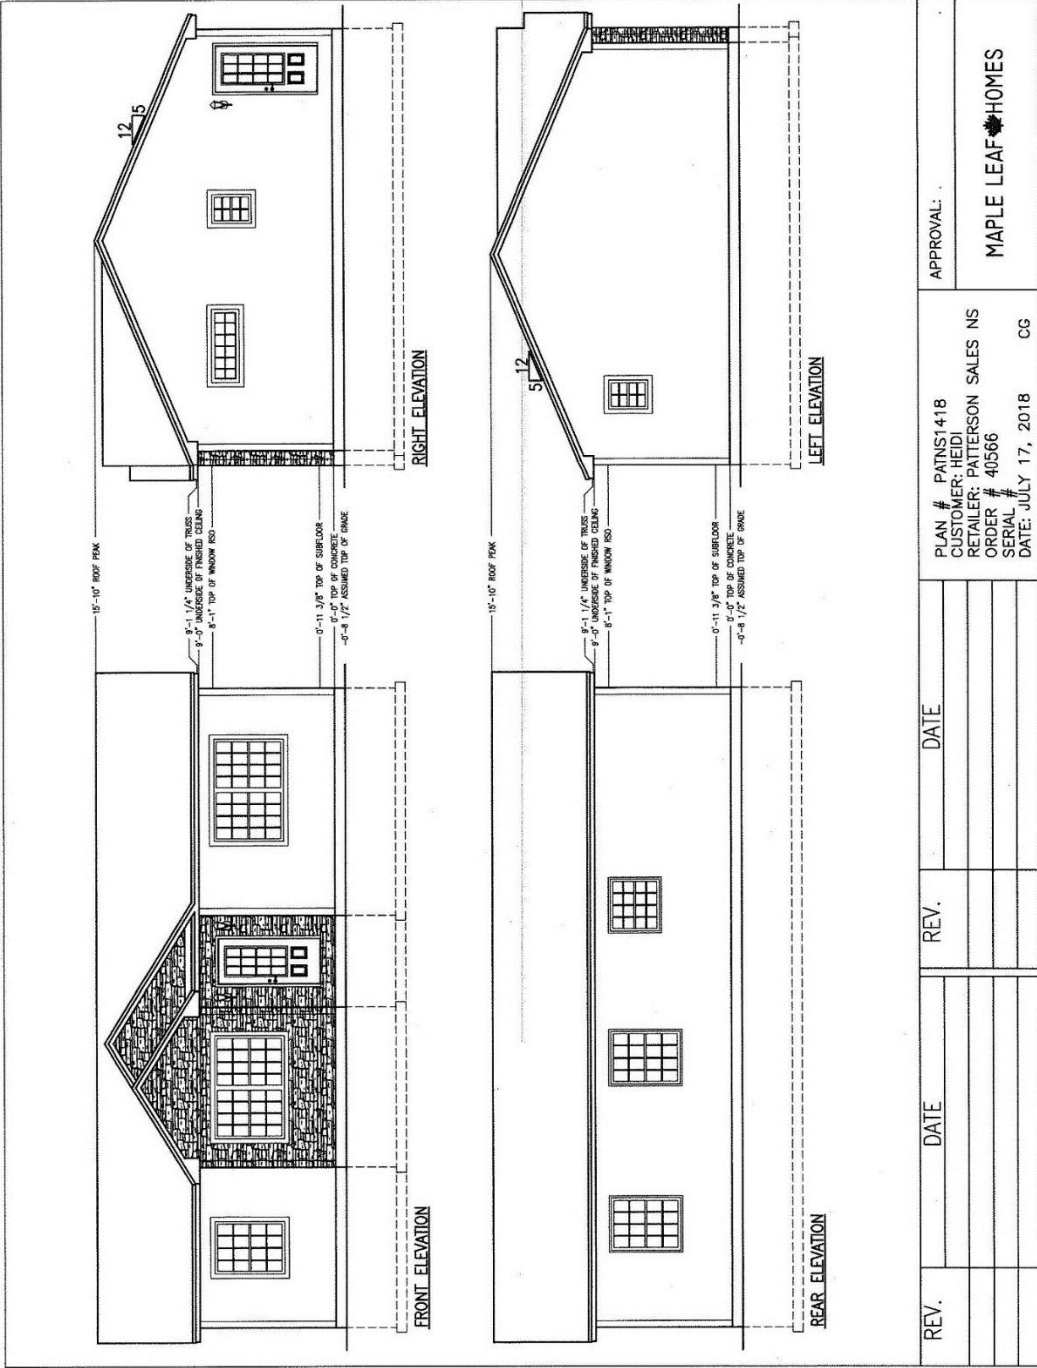 15'-10" ROOF PEAK
9'-1 1/4" UNDERSIDE OF TRUSS
9'-0" UNDERSIDE OF FINISHED CEILING
8'-1" TOP OF WINDOW RSO
0'-11 3/8" TOP OF SUBFLOOR
0'-0" TOP OF CONCRETE
-0'-8 1/2" ASSUMED TOP OF GRADE
FRONT ELEVATION
12
5
RIGHT ELEVATION
15'-10" ROOF PEAK
9'-1 1/4" UNDERSIDE OF TRUSS
9'-0" UNDERSIDE OF FINISHED CEILING
8'-1" TOP OF WINDOW RSO
0'-11 3/8" TOP OF SUBFLOOR
0'-0" TOP OF CONCRETE
-0'-8 1/2" ASSUMED TOP OF GRADE
REAR ELEVATION
12
5
LEFT ELEVATION
REV.
DATE
REV.
DATE
PLAN # PATNS1418
CUSTOMER: HEIDI
RETAILER: PATTERSON SALES NS
ORDER # 40566
SERIAL #
DATE: JULY 17, 2018 CG
APPROVAL:
MAPLE LEAF HOMES